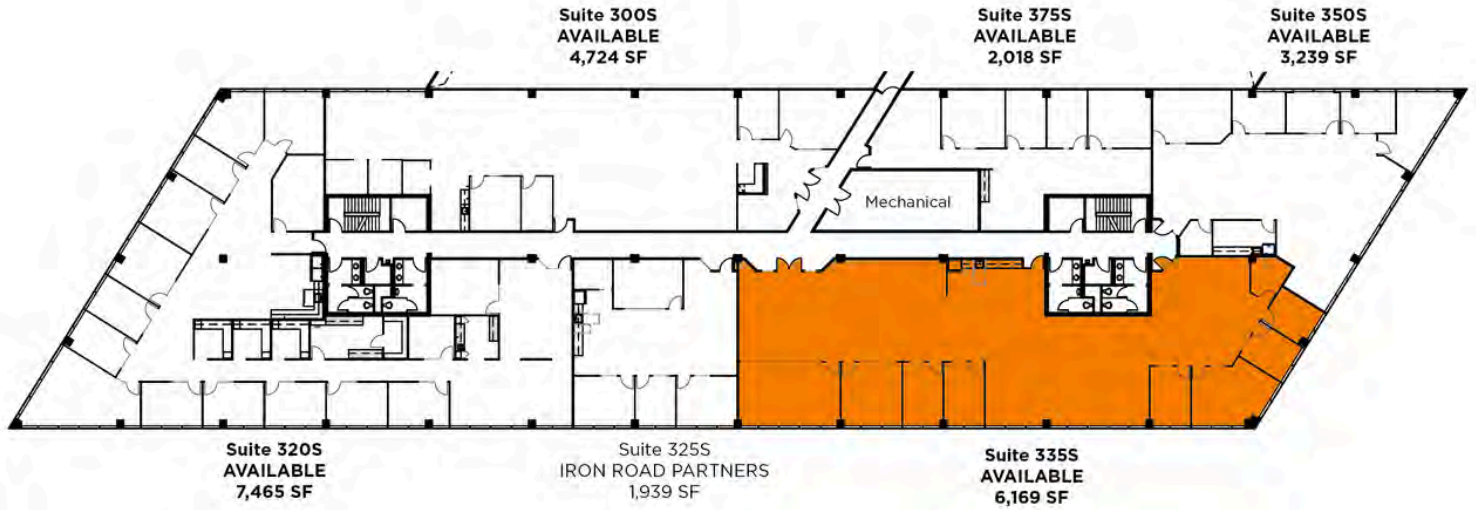 Suite 300S
AVAILABLE
4,724 SF
Suite 375S
AVAILABLE
2,018 SF
Suite 350S
AVAILABLE
3,239 SF
Mechanical
Suite 320S
AVAILABLE
7,465 SF
Suite 325S
IRON ROAD PARTNERS
1,939 SF
Suite 335S
AVAILABLE
6,169 SF